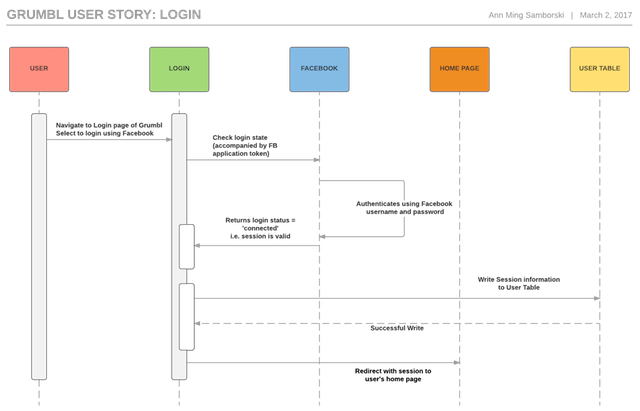 GRUMBL USER STORY: LOGIN
Ann Ming Samborski | March 2, 2017
USER
LOGIN
FACEBOOK
HOME PAGE
USER TABLE
Navigate to Login page of Grumbl
Select to login using Facebook
Check login state
(accompanied by FB
application token)
Authenticates using Facebook
username and password
Returns login status =
'connected'
i.e. session is valid
Write Session information
to User Table
Successful Write
Redirect with session to
user's home page